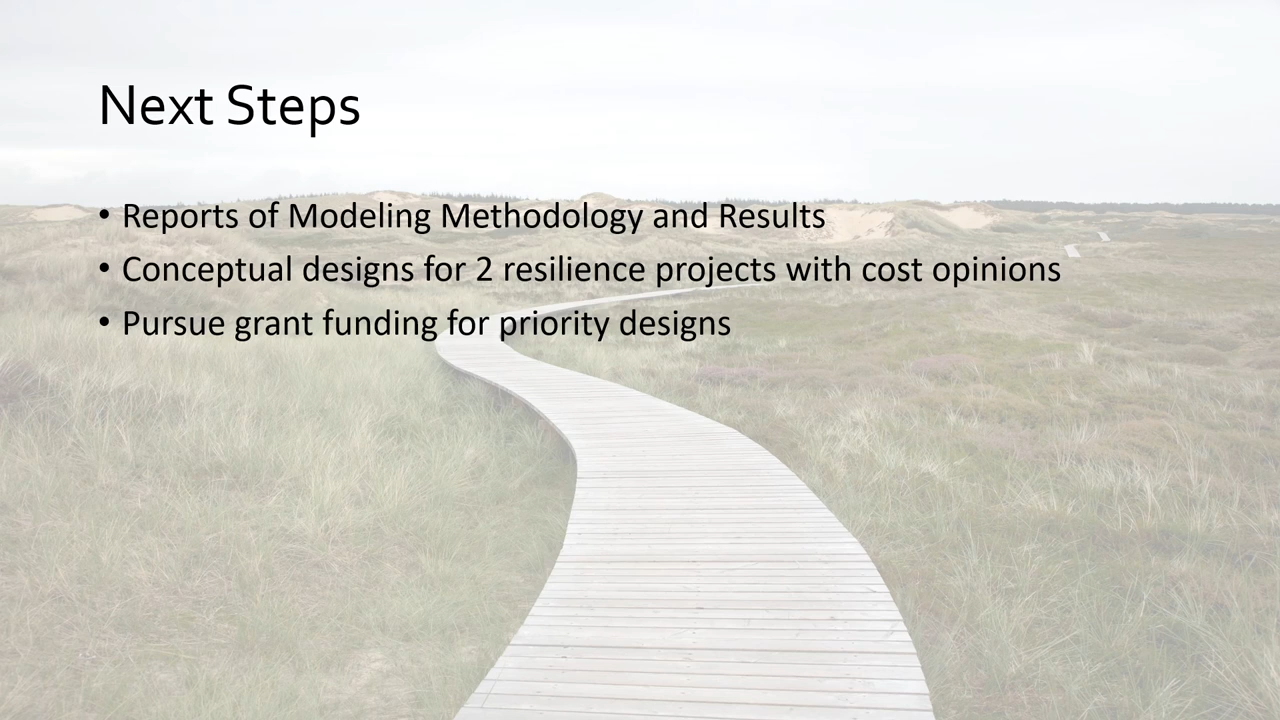 Next Steps
• Reports of Modeling Methodology and Results
• Conceptual designs for 2 resilience projects with cost opinions
• Pursue grant funding for priority designs